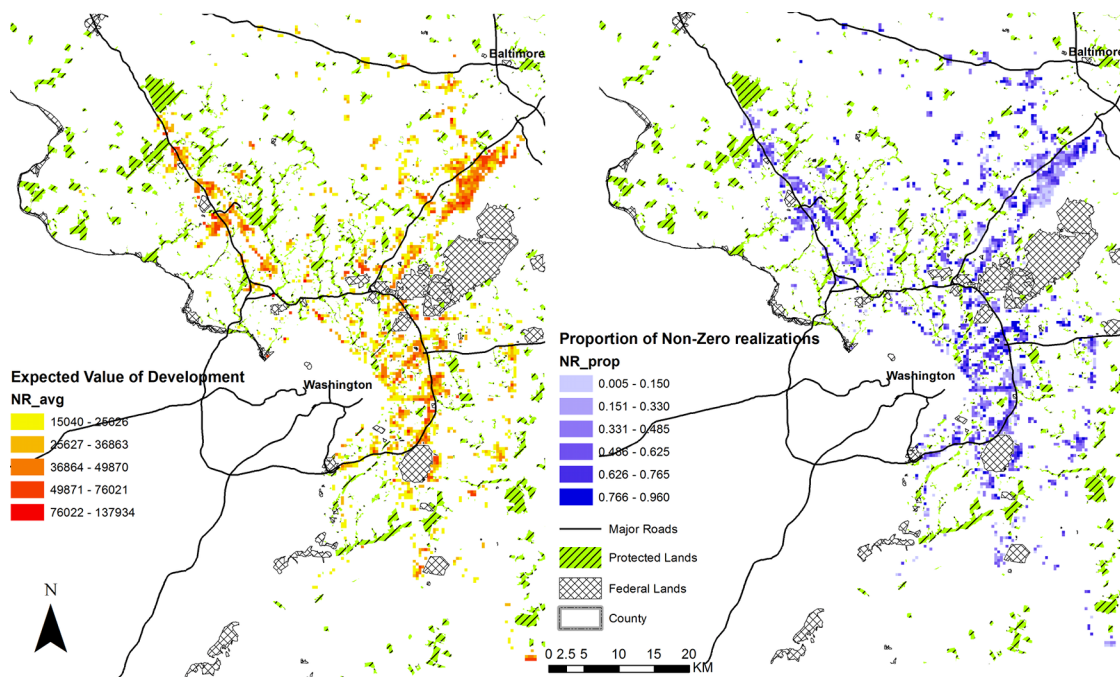 Baltimore
Washington
Expected Value of Development
NR_avg
15040 - 25626
25627 - 36863
36864 - 49870
49871 - 76021
76022 - 137934
N
Baltimore
Washington
Proportion of Non-Zero realizations
NR_prop
0.005 - 0.150
0.151 - 0.330
0.331 - 0.485
0.486 - 0.625
0.626 - 0.765
0.766 - 0.960
Major Roads
Protected Lands
Federal Lands
County
0 2.5 5 10 15 20
KM